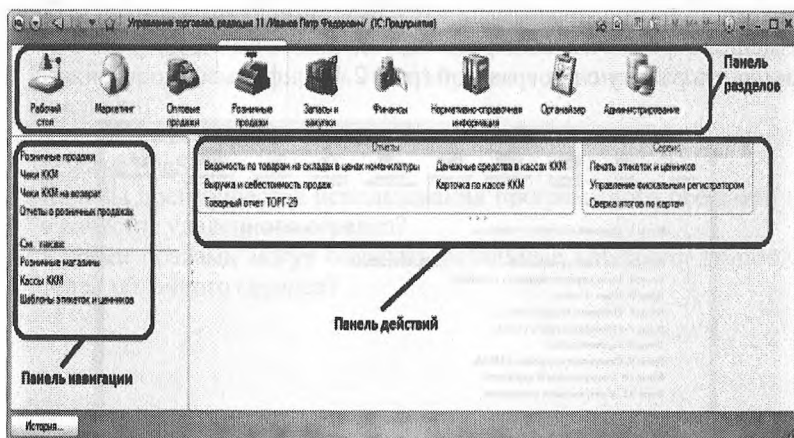 Управление торговлей, редакция 11 /Иванов Петр Федорович/ (1С:Предприятие)
Панель разделов
Рабочий стол
Маркетинг
Оптовые продажи
Розничные продажи
Запасы и закупки
Финансы
Нормативно-справочная информация
Органайзер
Администрирование
Розничные продажи
Чеки ККМ
Чеки ККМ на возврат
Отчеты о розничных продажах
См. также
Розничные магазины
Кассы ККМ
Шаблоны этикеток и ценников
Отчеты
Ведомость по товарам на складах в ценах номенклатуры
Выручка и себестоимость продаж
Товарный отчет ТОРГ-29
Денежные средства в кассах ККМ
Карточка по кассе ККМ
Сервис
Печать этикеток и ценников
Управление фискальным регистратором
Сверка итогов по картам
Панель действий
Панель навигации
История...